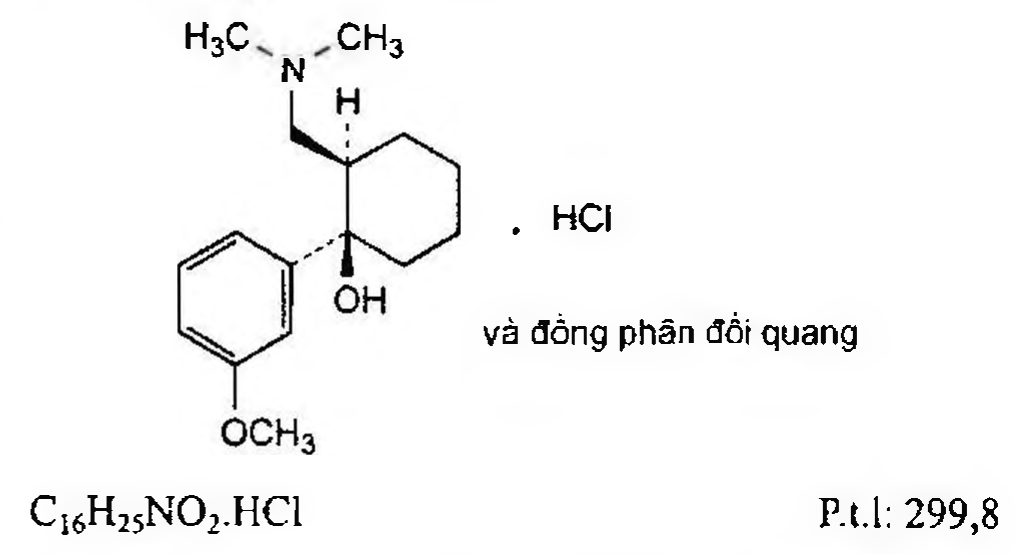 H₃C CH₃
N
H
. HCl
OH
và đồng phân đối quang
OCH₃
C₁₆H₂₅NO₂.HCl P.t.l: 299,8